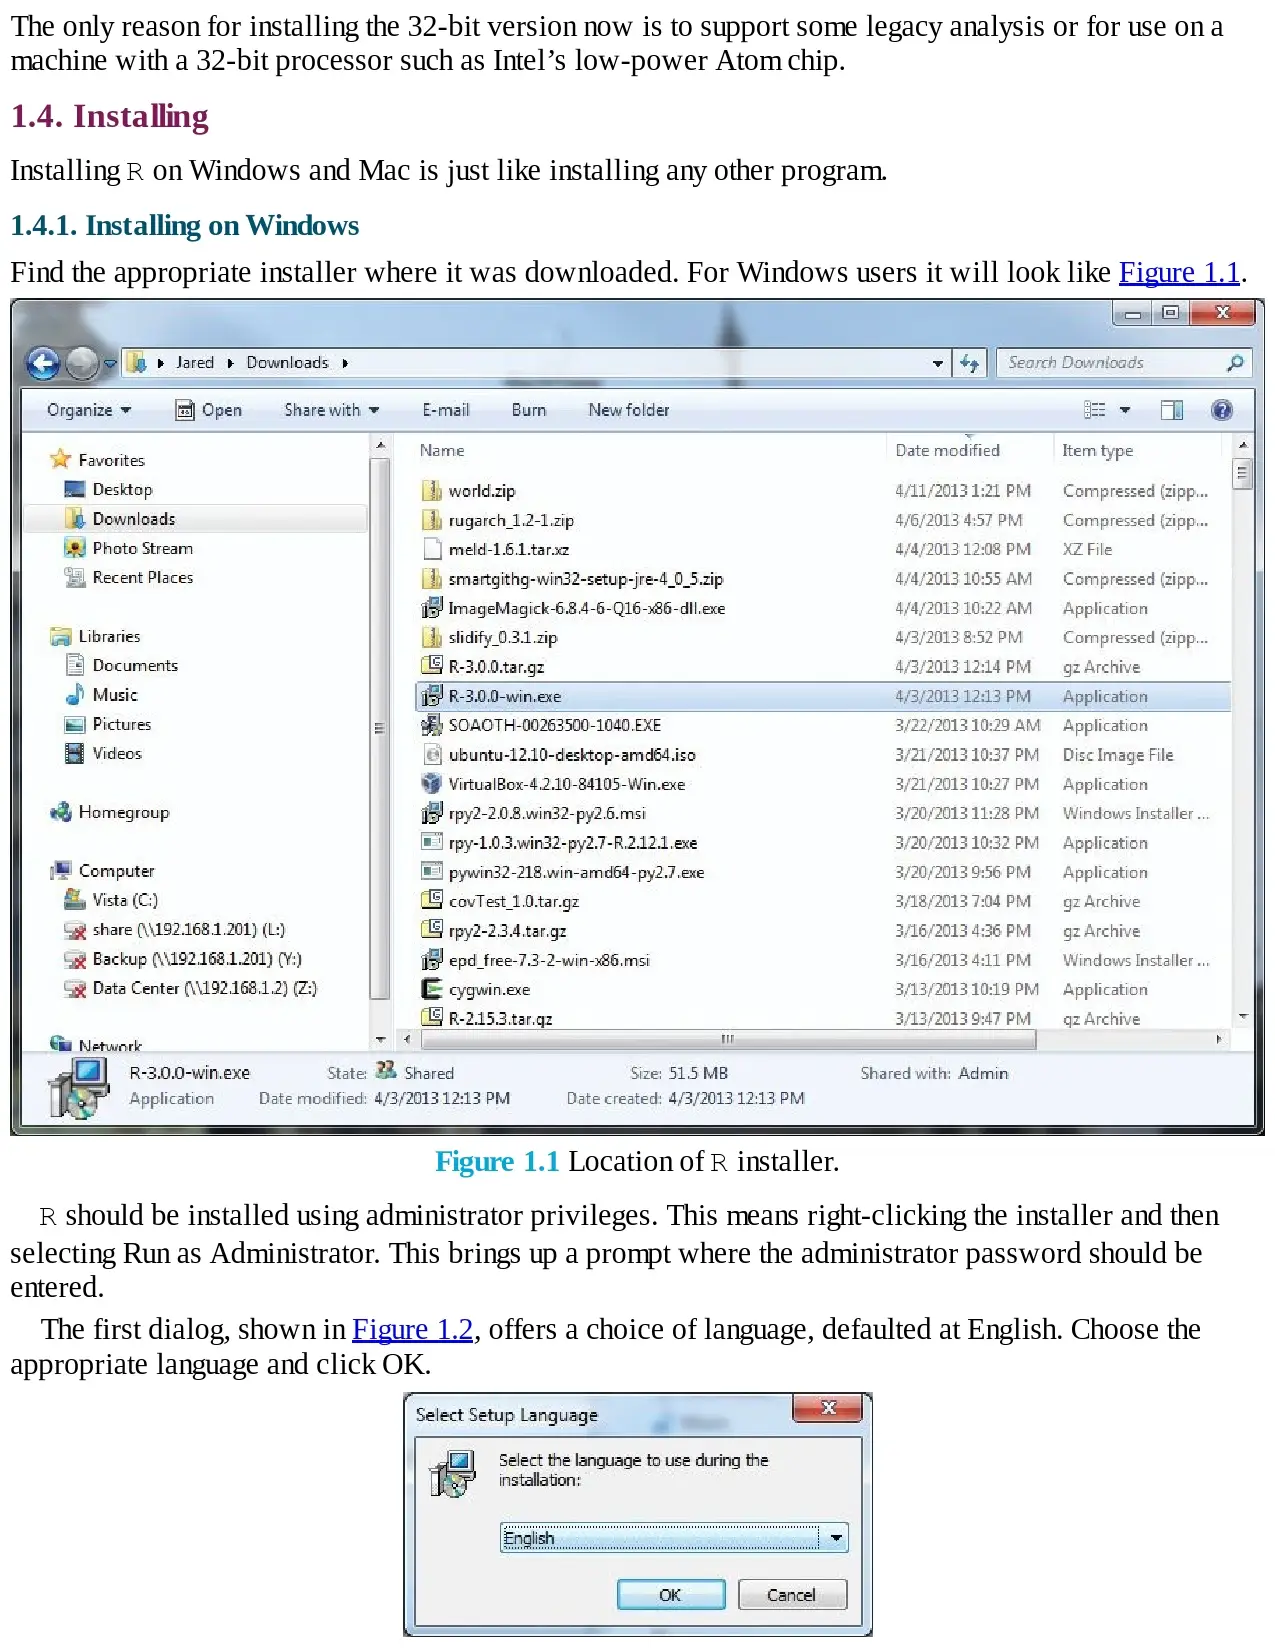 The only reason for installing the 32-bit version now is to support some legacy analysis or for use on a
machine with a 32-bit processor such as Intel’s low-power Atom chip.
1.4. Installing
Installing R on Windows and Mac is just like installing any other program.
1.4.1. Installing on Windows
Find the appropriate installer where it was downloaded. For Windows users it will look like Figure 1.1.
Jared Downloads Search Downloads
Organize Open Share with E-mail Burn New folder
Name Date modified Item type
Favorites
Desktop
Downloads
Photo Stream
Recent Places
Libraries
Documents
Music
Pictures
Videos
Homegroup
Computer
Vista (C:)
share (\\192.168.1.201) (L:)
Backup (\\192.168.1.201) (Y:)
Data Center (\\192.168.1.2) (Z:)
Network
world.zip 4/11/2013 1:21 PM Compressed (zipp...
rugarch_1.2-1.zip 4/6/2013 4:57 PM Compressed (zipp...
meld-1.6.1.tar.xz 4/4/2013 12:08 PM XZ File
smartgithg-win32-setup-jre-4_0_5.zip 4/4/2013 10:55 AM Compressed (zipp...
ImageMagick-6.8.4-6-Q16-x86-dll.exe 4/4/2013 10:22 AM Application
slidify_0.3.1.zip 4/3/2013 8:52 PM Compressed (zipp...
R-3.0.0.tar.gz 4/3/2013 12:14 PM gz Archive
R-3.0.0-win.exe 4/3/2013 12:13 PM Application
SOAOTH-00263500-1040.EXE 3/22/2013 10:29 AM Application
ubuntu-12.10-desktop-amd64.iso 3/21/2013 10:37 PM Disc Image File
VirtualBox-4.2.10-84105-Win.exe 3/21/2013 10:27 PM Application
rpy2-2.0.8.win32-py2.6.msi 3/20/2013 11:28 PM Windows Installer ...
rpy-1.0.3.win32-py2.7-R.2.12.1.exe 3/20/2013 10:32 PM Application
pywin32-218.win-amd64-py2.7.exe 3/20/2013 9:56 PM Application
covTest_1.0.tar.gz 3/18/2013 7:04 PM gz Archive
rpy2-2.3.4.tar.gz 3/16/2013 4:36 PM gz Archive
epd_free-7.3-2-win-x86.msi 3/16/2013 4:11 PM Windows Installer ...
cygwin.exe 3/13/2013 10:19 PM Application
R-2.15.3.tar.gz 3/13/2013 9:47 PM gz Archive
R-3.0.0-win.exe State: Shared Size: 51.5 MB Shared with: Admin
Application Date modified: 4/3/2013 12:13 PM Date created: 4/3/2013 12:13 PM
Figure 1.1 Location of R installer.
R should be installed using administrator privileges. This means right-clicking the installer and then
selecting Run as Administrator. This brings up a prompt where the administrator password should be
entered.
The first dialog, shown in Figure 1.2, offers a choice of language, defaulted at English. Choose the
appropriate language and click OK.
Select Setup Language
Select the language to use during the
installation:
English
OK Cancel